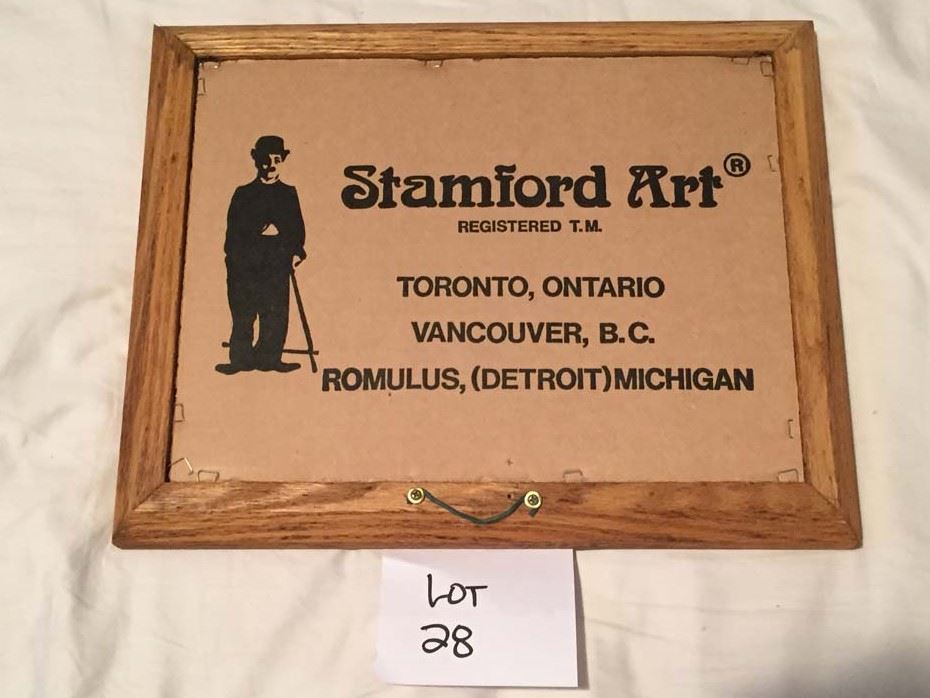 Stamford Art®
REGISTERED T.M.
TORONTO, ONTARIO
VANCOUVER, B.C.
ROMULUS, (DETROIT) MICHIGAN
LOT
28